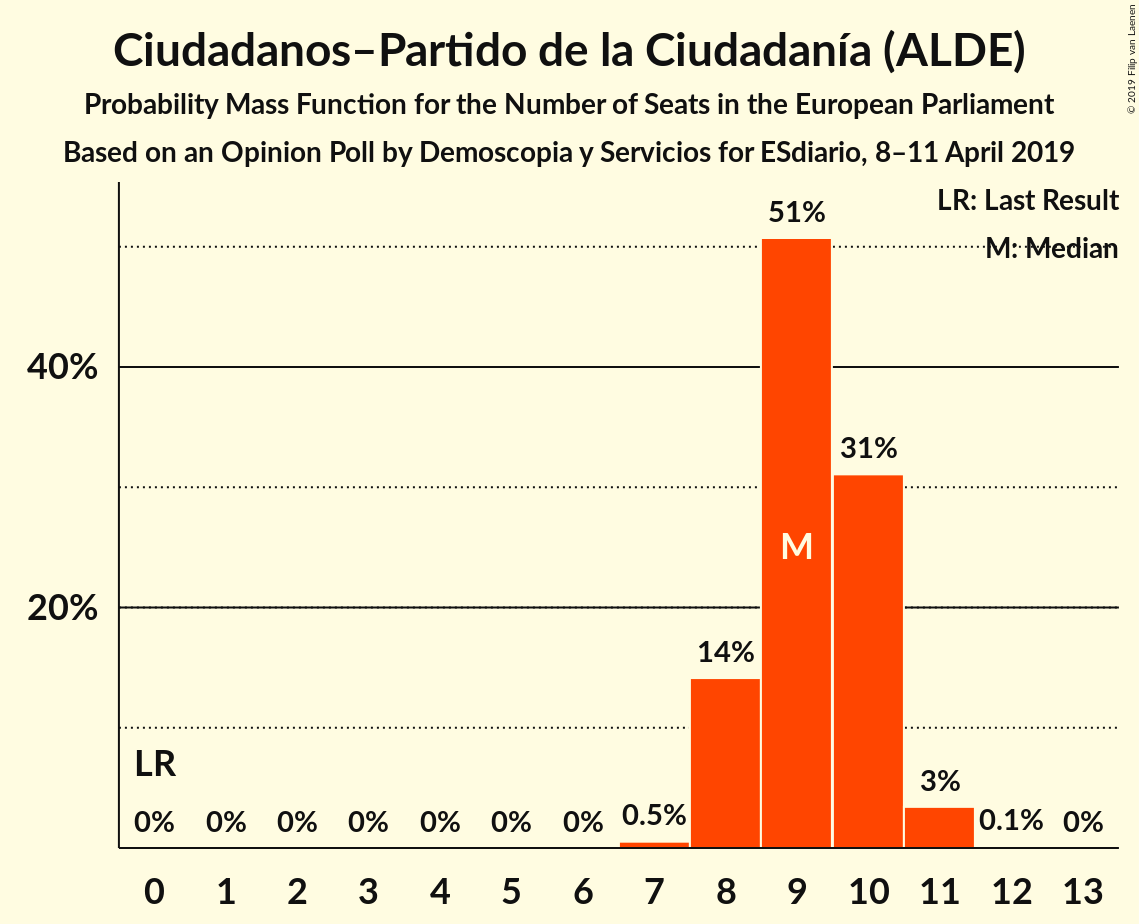 Ciudadanos–Partido de la Ciudadanía (ALDE)
Probability Mass Function for the Number of Seats in the European Parliament
Based on an Opinion Poll by Demoscopia y Servicios for ESdiario, 8–11 April 2019
© 2019 Filip van Laenen
LR: Last Result
M: Median
51%
40%
31%
M
20%
14%
LR
3%
0% 0% 0% 0% 0% 0% 0% 0.5% 0.1% 0%
0 1 2 3 4 5 6 7 8 9 10 11 12 13